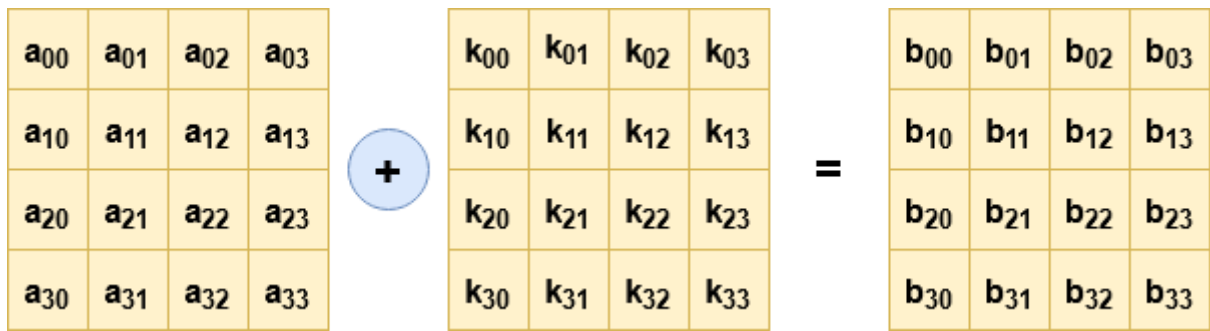 a00 a01 a02 a03 k00 k01 k02 k03 b00 b01 b02 b03
a10 a11 a12 a13 k10 k11 k12 k13 b10 b11 b12 b13
+ =
a20 a21 a22 a23 k20 k21 k22 k23 b20 b21 b22 b23
a30 a31 a32 a33 k30 k31 k32 k33 b30 b31 b32 b33